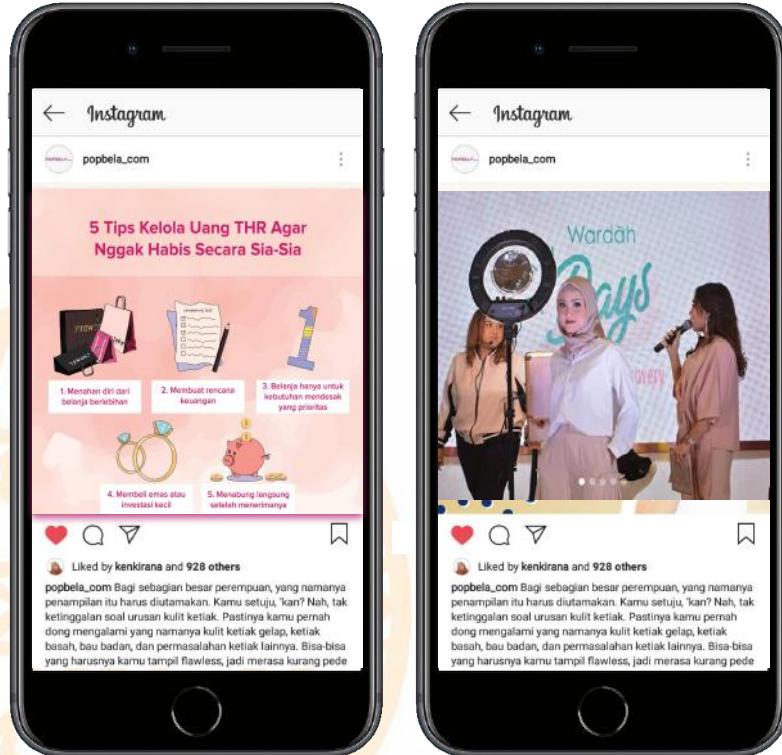 Instagram
popbela_com
5 Tips Kelola Uang THR Agar
Nggak Habis Secara Sia-Sia
1. Menahan diri dari
belanja berlebihan
2. Membuat rencana
keuangan
3. Belanja hanya untuk
kebutuhan mendesak
yang prioritas
4. Membeli emas atau
investasi kecil
5. Menabung langsung
setelah menerimanya
Liked by kenkirana and 928 others
popbela_com Bagi sebagian besar perempuan, yang namanya
penampilan itu harus diutamakan. Kamu setuju, 'kan? Nah, tak
ketinggalan soal urusan kulit ketiak. Pastinya kamu pernah
dong mengalami yang namanya kulit ketiak gelap, ketiak
basah, bau badan, dan permasalahan ketiak lainnya. Bisa-bisa
yang harusnya kamu tampil flawless, jadi merasa kurang pede
Instagram
popbela_com
Wardah
Days
Liked by kenkirana and 928 others
popbela_com Bagi sebagian besar perempuan, yang namanya
penampilan itu harus diutamakan. Kamu setuju, 'kan? Nah, tak
ketinggalan soal urusan kulit ketiak. Pastinya kamu pernah
dong mengalami yang namanya kulit ketiak gelap, ketiak
basah, bau badan, dan permasalahan ketiak lainnya. Bisa-bisa
yang harusnya kamu tampil flawless, jadi merasa kurang pede